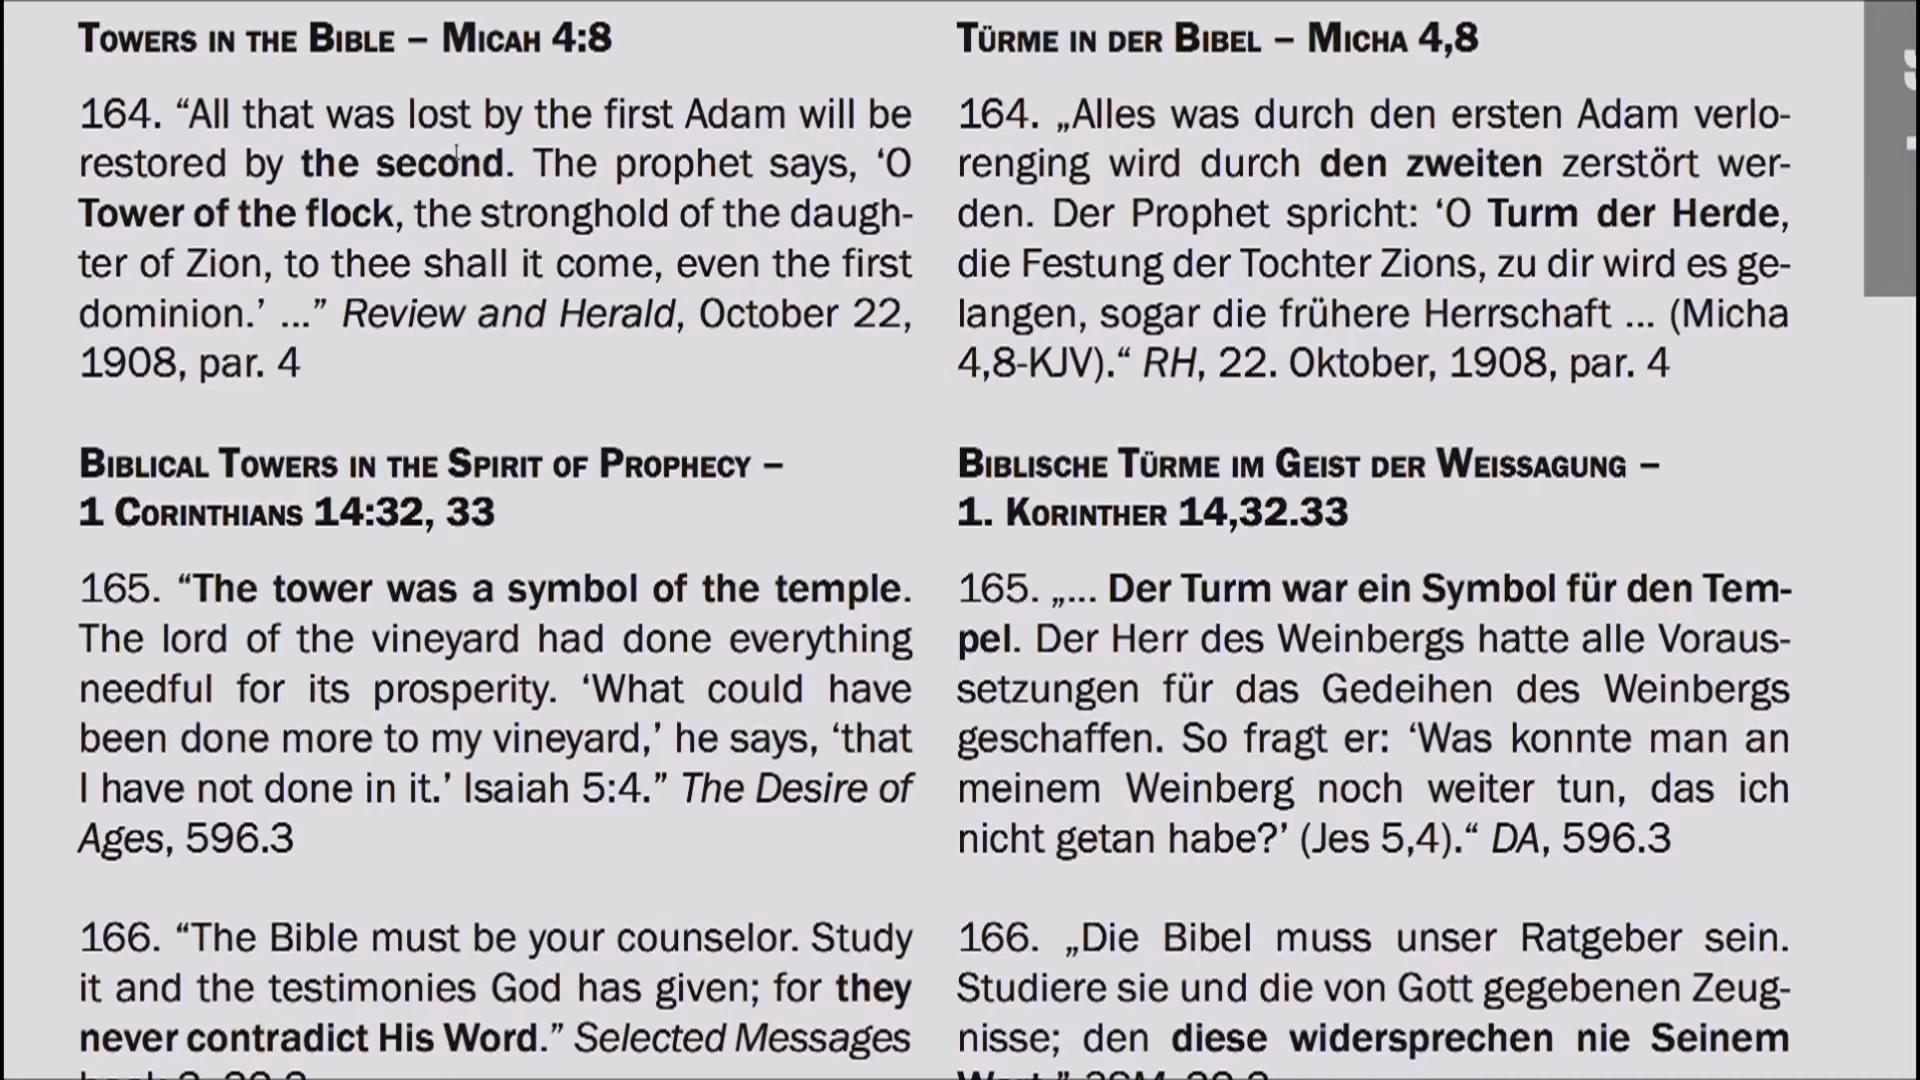 TOWERS IN THE BIBLE – MICAH 4:8
164. “All that was lost by the first Adam will be
restored by the second. The prophet says, ‘O
Tower of the flock, the stronghold of the daugh-
ter of Zion, to thee shall it come, even the first
dominion.’ ...” Review and Herald, October 22,
1908, par. 4
BIBLICAL TOWERS IN THE SPIRIT OF PROPHECY –
1 CORINTHIANS 14:32, 33
165. “The tower was a symbol of the temple.
The lord of the vineyard had done everything
needful for its prosperity. ‘What could have
been done more to my vineyard,’ he says, ‘that
I have not done in it.’ Isaiah 5:4.” The Desire of
Ages, 596.3
166. “The Bible must be your counselor. Study
it and the testimonies God has given; for they
never contradict His Word.” Selected Messages
TÜRME IN DER BIBEL – MICHA 4,8
164. „Alles was durch den ersten Adam verlo-
renging wird durch den zweiten zerstört wer-
den. Der Prophet spricht: ‘O Turm der Herde,
die Festung der Tochter Zions, zu dir wird es ge-
langen, sogar die frühere Herrschaft ... (Micha
4,8-KJV).“ RH, 22. Oktober, 1908, par. 4
BIBLISCHE TÜRME IM GEIST DER WEISSAGUNG –
1. KORINTHER 14,32.33
165. „... Der Turm war ein Symbol für den Tem-
pel. Der Herr des Weinbergs hatte alle Voraus-
setzungen für das Gedeihen des Weinbergs
geschaffen. So fragt er: ‘Was konnte man an
meinem Weinberg noch weiter tun, das ich
nicht getan habe?’ (Jes 5,4).“ DA, 596.3
166. „Die Bibel muss unser Ratgeber sein.
Studiere sie und die von Gott gegebenen Zeug-
nisse; den diese widersprechen nie Seinem